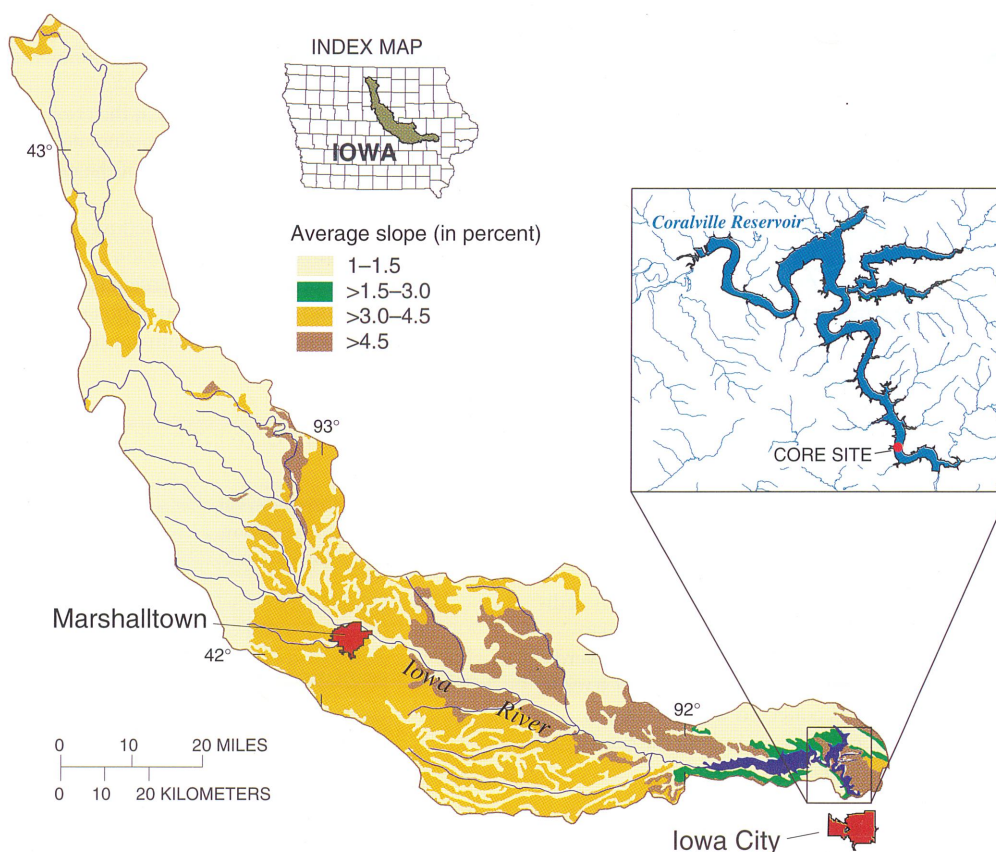 INDEX MAP
IOWA
43°
Average slope (in percent)
1–1.5
>1.5–3.0
>3.0–4.5
>4.5
Coralville Reservoir
CORE SITE
93°
Marshalltown
42°
Iowa
River
92°
0 10 20 MILES
0 10 20 KILOMETERS
Iowa City